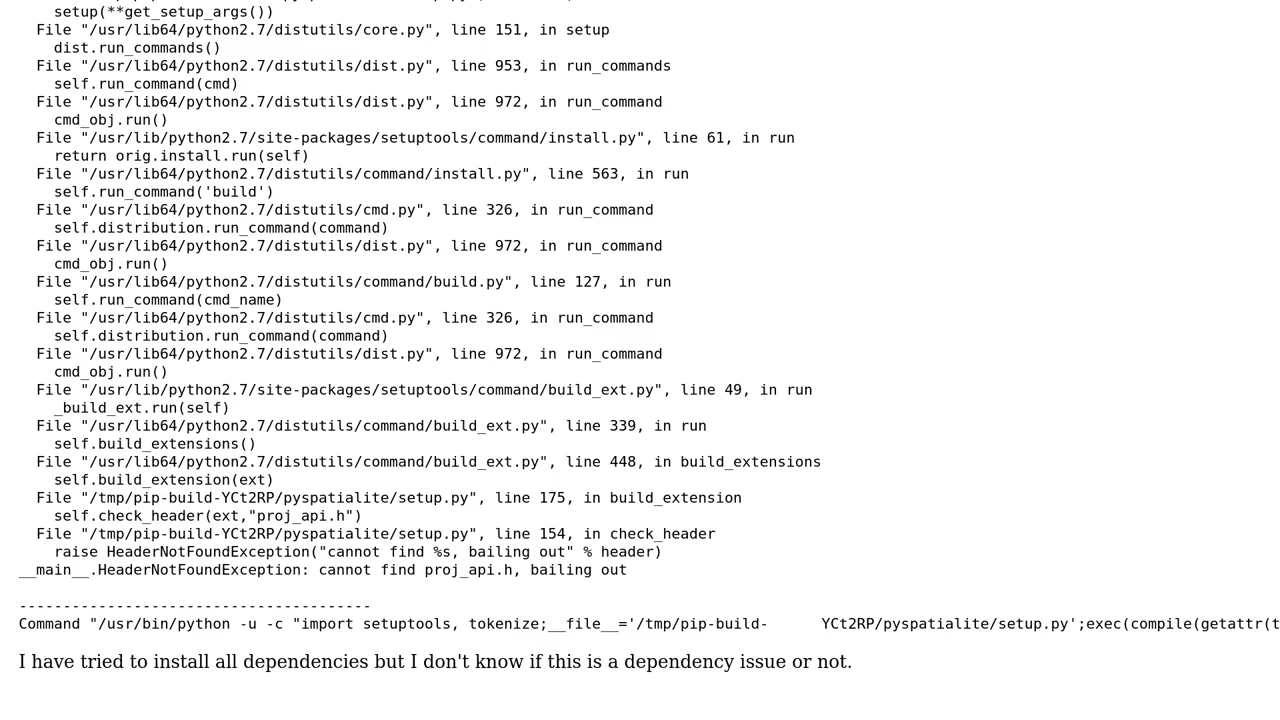 setup(**get_setup_args())
File "/usr/lib64/python2.7/distutils/core.py", line 151, in setup
dist.run_commands()
File "/usr/lib64/python2.7/distutils/dist.py", line 953, in run_commands
self.run_command(cmd)
File "/usr/lib64/python2.7/distutils/dist.py", line 972, in run_command
cmd_obj.run()
File "/usr/lib/python2.7/site-packages/setuptools/command/install.py", line 61, in run
return orig.install.run(self)
File "/usr/lib64/python2.7/distutils/command/install.py", line 563, in run
self.run_command('build')
File "/usr/lib64/python2.7/distutils/cmd.py", line 326, in run_command
self.distribution.run_command(command)
File "/usr/lib64/python2.7/distutils/dist.py", line 972, in run_command
cmd_obj.run()
File "/usr/lib64/python2.7/distutils/command/build.py", line 127, in run
self.run_command(cmd_name)
File "/usr/lib64/python2.7/distutils/cmd.py", line 326, in run_command
self.distribution.run_command(command)
File "/usr/lib64/python2.7/distutils/dist.py", line 972, in run_command
cmd_obj.run()
File "/usr/lib/python2.7/site-packages/setuptools/command/build_ext.py", line 49, in run
_build_ext.run(self)
File "/usr/lib64/python2.7/distutils/command/build_ext.py", line 339, in run
self.build_extensions()
File "/usr/lib64/python2.7/distutils/command/build_ext.py", line 448, in build_extensions
self.build_extension(ext)
File "/tmp/pip-build-YCt2RP/pyspatialite/setup.py", line 175, in build_extension
self.check_header(ext,"proj_api.h")
File "/tmp/pip-build-YCt2RP/pyspatialite/setup.py", line 154, in check_header
raise HeaderNotFoundException("cannot find %s, bailing out" % header)
__main__.HeaderNotFoundException: cannot find proj_api.h, bailing out
----------------------------------------
Command "/usr/bin/python -u -c "import setuptools, tokenize;__file__='/tmp/pip-build-      YCt2RP/pyspatialite/setup.py';exec(compile(getattr(t
I have tried to install all dependencies but I don't know if this is a dependency issue or not.